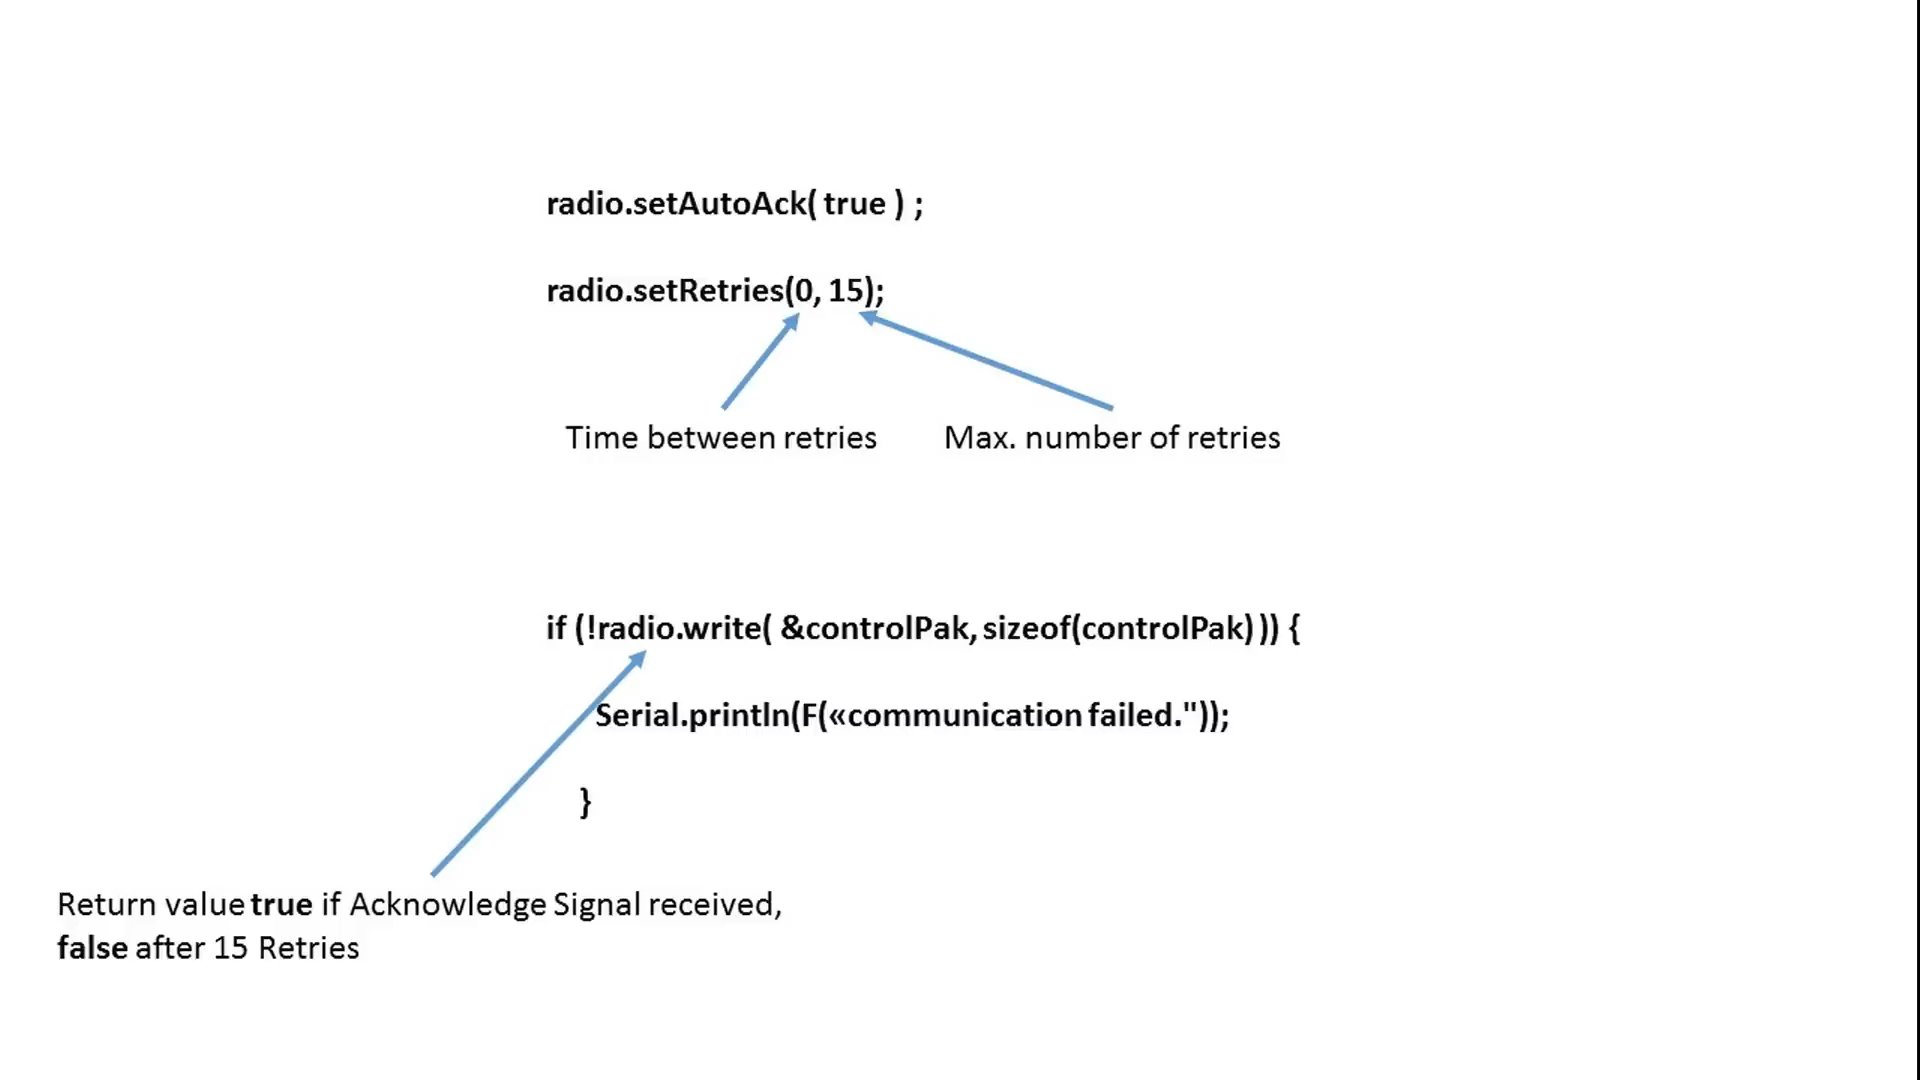 radio.setAutoAck( true ) ;
radio.setRetries(0, 15);
Time between retries
Max. number of retries
if (!radio.write( &controlPak, sizeof(controlPak) )) {
Serial.println(F(«communication failed."));
}
Return value true if Acknowledge Signal received,
false after 15 Retries